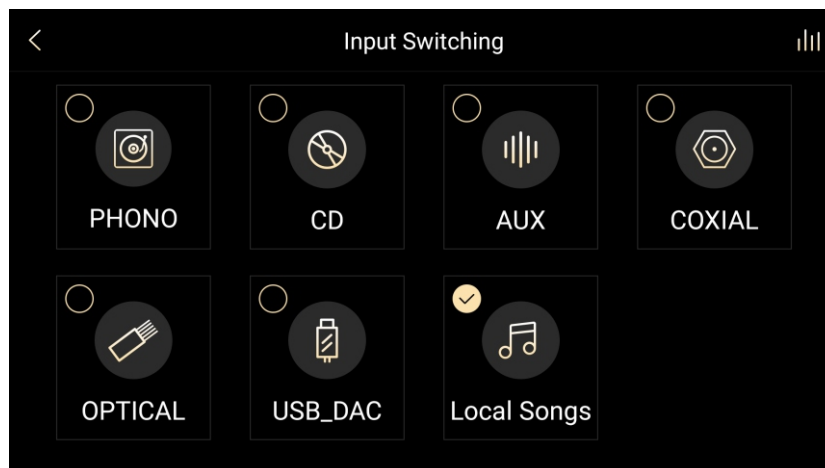 Input Switching
PHONO
CD
AUX
COXIAL
OPTICAL
USB_DAC
Local Songs